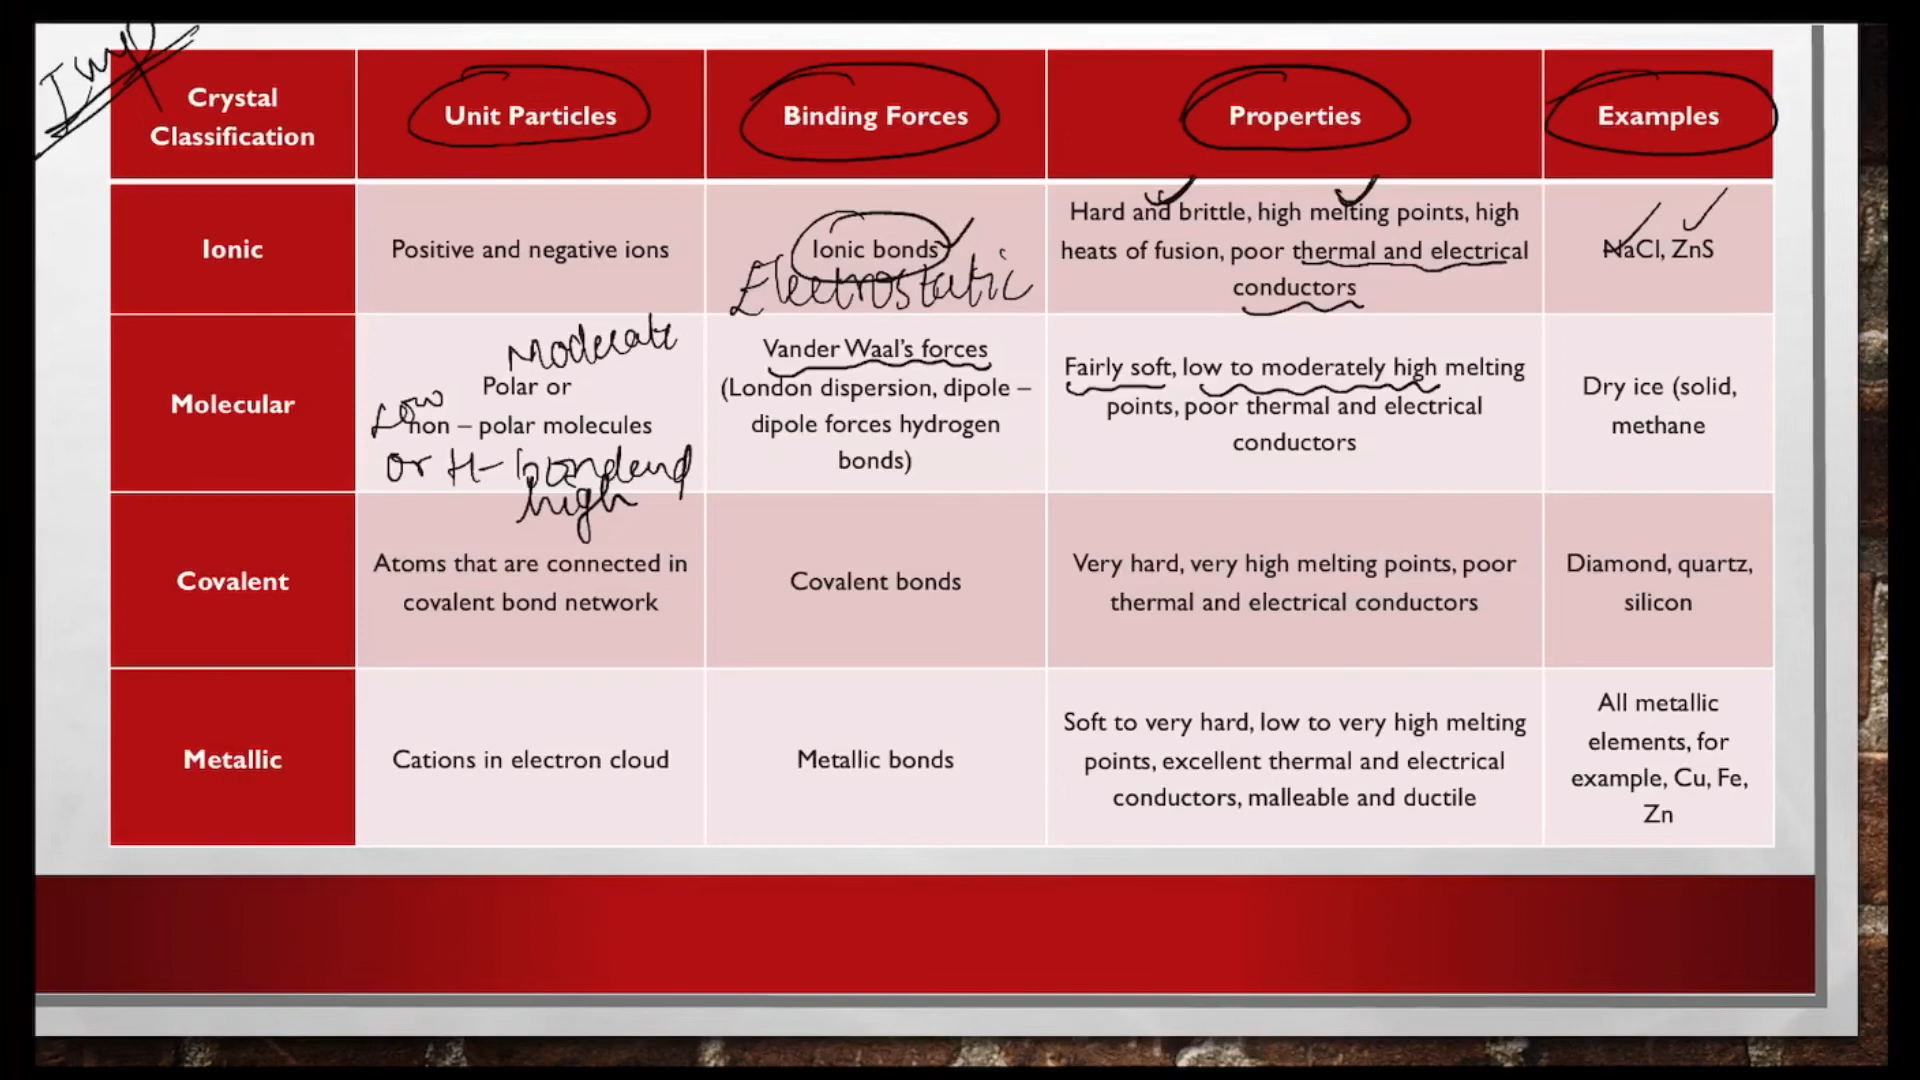 Imp
Crystal
Classification
Unit Particles
Binding Forces
Properties
Examples
Ionic
Positive and negative ions
Ionic bonds
Electrostatic
Hard and brittle, high melting points, high
heats of fusion, poor thermal and electrical
conductors
NaCl, ZnS
Molecular
Moderate
Polar or
Low
non – polar molecules
or H-
high
Vander Waal's forces
(London dispersion, dipole –
dipole forces hydrogen
bonds)
Fairly soft, low to moderately high melting
points, poor thermal and electrical
conductors
Dry ice (solid,
methane
Covalent
Atoms that are connected in
covalent bond network
Covalent bonds
Very hard, very high melting points, poor
thermal and electrical conductors
Diamond, quartz,
silicon
Metallic
Cations in electron cloud
Metallic bonds
Soft to very hard, low to very high melting
points, excellent thermal and electrical
conductors, malleable and ductile
All metallic
elements, for
example, Cu, Fe,
Zn